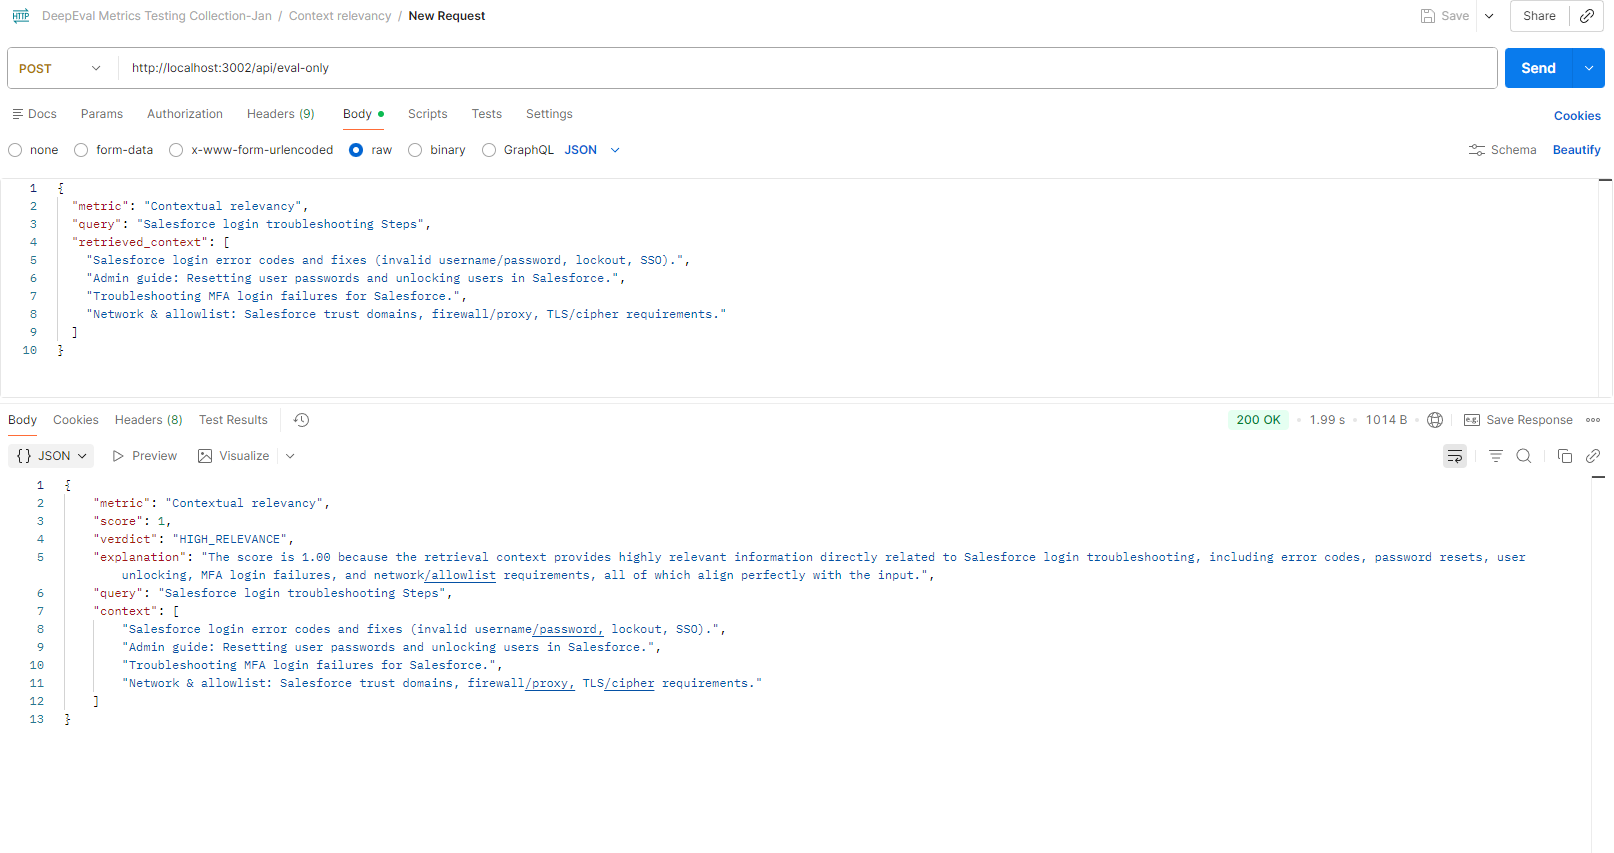 HTTP DeepEval Metrics Testing Collection-Jan / Context relevancy / New Request Save Share
POST http://localhost:3002/api/eval-only Send
Docs Params Authorization Headers (9) Body Scripts Tests Settings Cookies
none form-data x-www-form-urlencoded raw binary GraphQL JSON Schema Beautify
1 {
2 "metric": "Contextual relevancy",
3 "query": "Salesforce login troubleshooting Steps",
4 "retrieved_context": [
5 "Salesforce login error codes and fixes (invalid username/password, lockout, SSO).",
6 "Admin guide: Resetting user passwords and unlocking users in Salesforce.",
7 "Troubleshooting MFA login failures for Salesforce.",
8 "Network & allowlist: Salesforce trust domains, firewall/proxy, TLS/cipher requirements."
9 ]
10 }
Body Cookies Headers (8) Test Results 200 OK • 1.99 s • 1014 B • e.g. Save Response
{} JSON Preview Visualize
1 {
2 "metric": "Contextual relevancy",
3 "score": 1,
4 "verdict": "HIGH_RELEVANCE",
5 "explanation": "The score is 1.00 because the retrieval context provides highly relevant information directly related to Salesforce login troubleshooting, including error codes, password resets, user
unlocking, MFA login failures, and network/allowlist requirements, all of which align perfectly with the input.",
6 "query": "Salesforce login troubleshooting Steps",
7 "context": [
8 "Salesforce login error codes and fixes (invalid username/password, lockout, SSO).",
9 "Admin guide: Resetting user passwords and unlocking users in Salesforce.",
10 "Troubleshooting MFA login failures for Salesforce.",
11 "Network & allowlist: Salesforce trust domains, firewall/proxy, TLS/cipher requirements."
12 ]
13 }